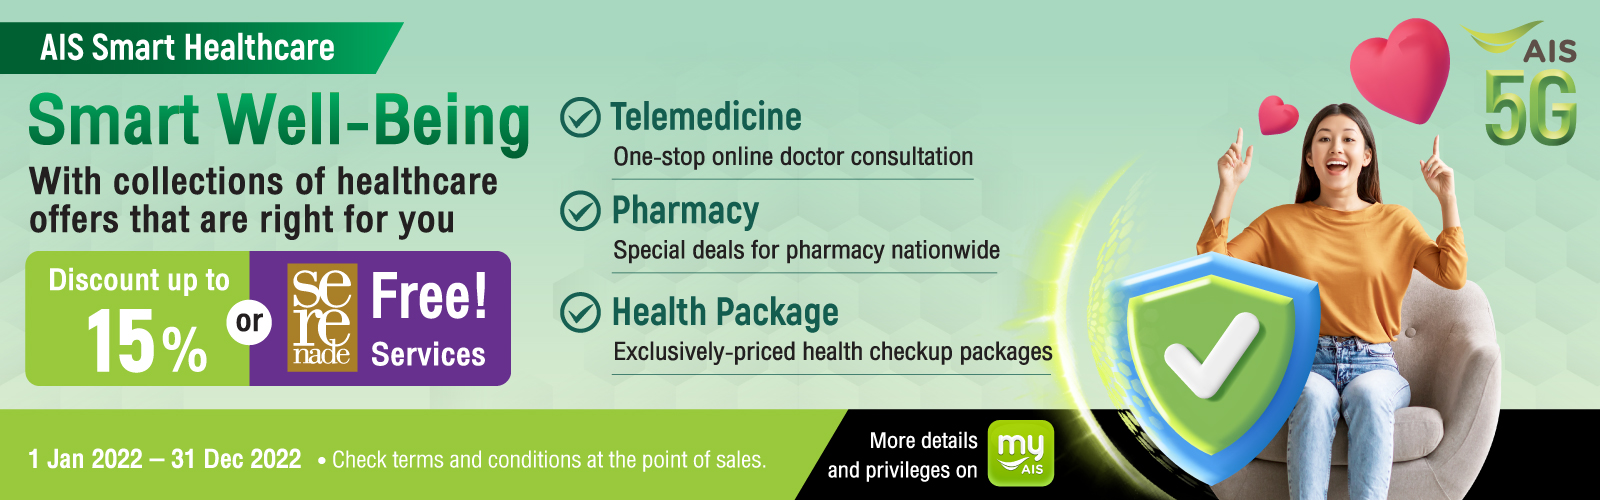 AIS Smart Healthcare
Smart Well-Being
With collections of healthcare
offers that are right for you
Discount up to
15%
or
se
re
nade
Free!
Services
Telemedicine
One-stop online doctor consultation
Pharmacy
Special deals for pharmacy nationwide
Health Package
Exclusively-priced health checkup packages
AIS
5G
1 Jan 2022 – 31 Dec 2022 • Check terms and conditions at the point of sales.
More details
and privileges on
my
AIS